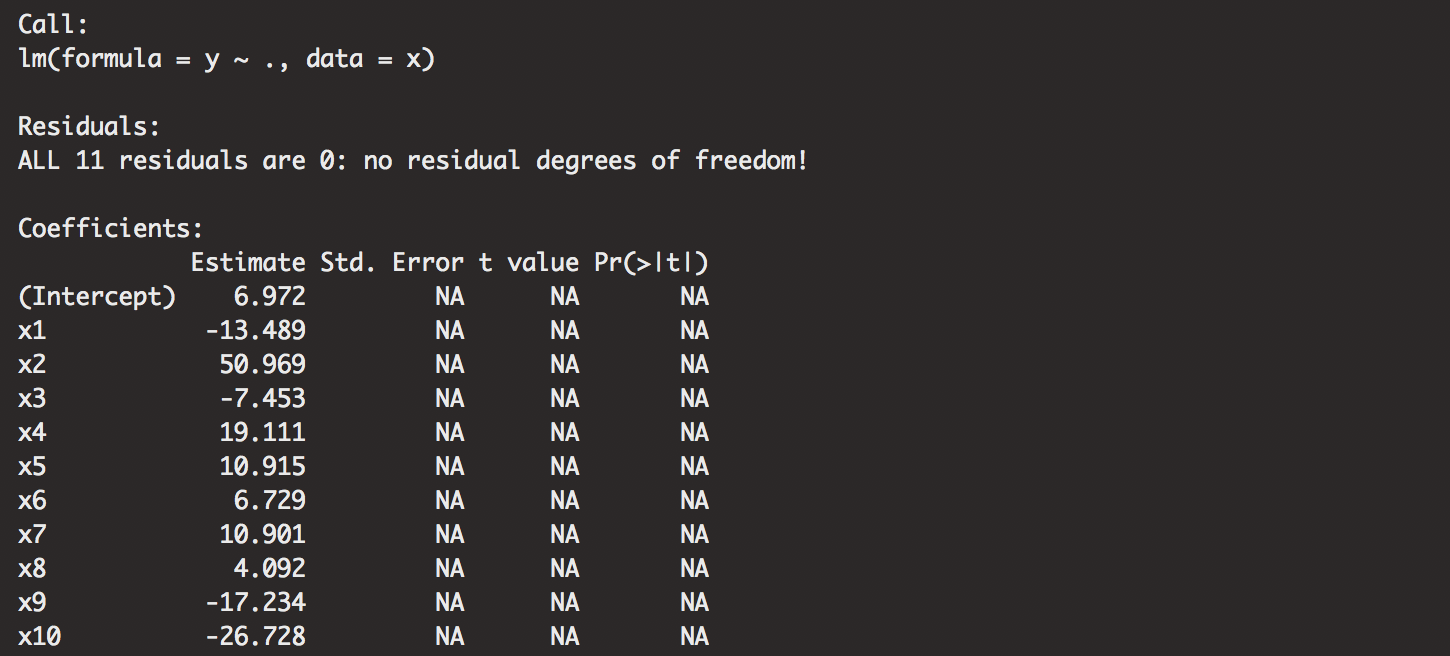 Call:
lm(formula = y ~ ., data = x)

Residuals:
ALL 11 residuals are 0: no residual degrees of freedom!

Coefficients:
            Estimate Std. Error t value Pr(>|t|)
(Intercept)    6.972         NA      NA       NA
x1           -13.489         NA      NA       NA
x2            50.969         NA      NA       NA
x3            -7.453         NA      NA       NA
x4            19.111         NA      NA       NA
x5            10.915         NA      NA       NA
x6             6.729         NA      NA       NA
x7            10.901         NA      NA       NA
x8             4.092         NA      NA       NA
x9           -17.234         NA      NA       NA
x10          -26.728         NA      NA       NA